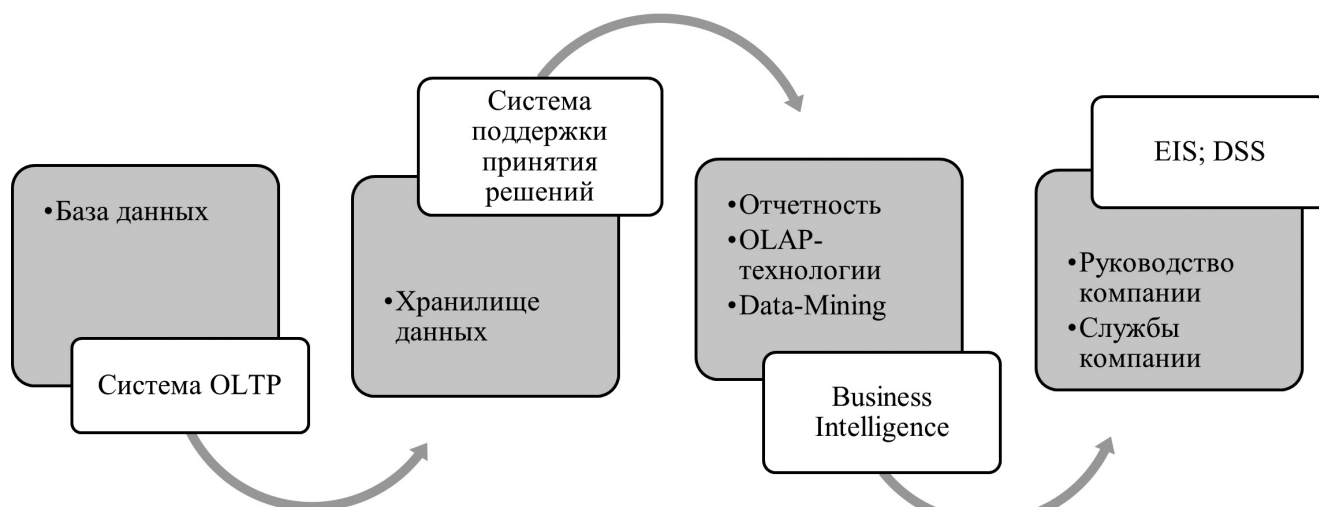 •База данных
Система OLTP
Система
поддержки
принятия
решений
•Хранилище
данных
•Отчетность
•OLAP-
технологии
•Data-Mining
Business
Intelligence
EIS; DSS
•Руководство
компании
•Службы
компании